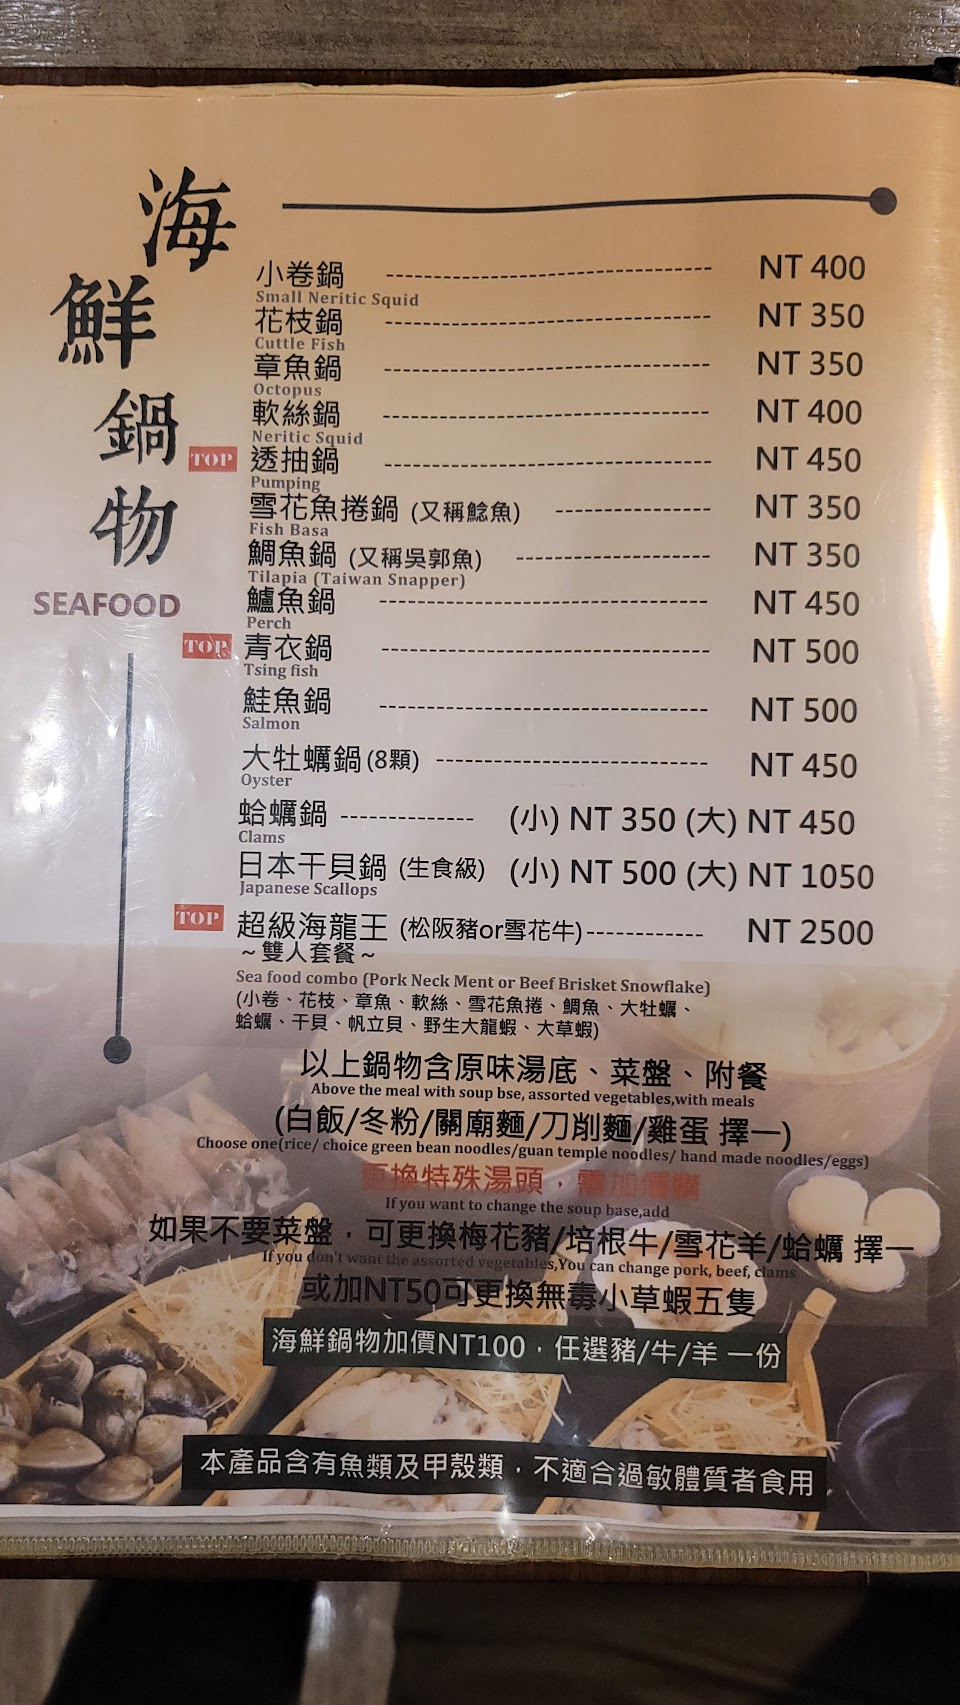 海鮮鍋物
SEAFOOD
小卷鍋 NT 400
Small Neritic Squid
花枝鍋 NT 350
Cuttle Fish
章魚鍋 NT 350
Octopus
軟絲鍋 NT 400
Neritic Squid
TOP 透抽鍋 NT 450
Pumping
雪花魚捲鍋 (又稱鯰魚) NT 350
Fish Basa
鯛魚鍋 (又稱吳郭魚) NT 350
Tilapia (Taiwan Snapper)
鱸魚鍋 NT 450
Perch
TOP 青衣鍋 NT 500
Tsing fish
鮭魚鍋 NT 500
Salmon
大牡蠣鍋(8顆) NT 450
Oyster
蛤蠣鍋 (小) NT 350 (大) NT 450
Clams
日本干貝鍋 (生食級) (小) NT 500 (大) NT 1050
Japanese Scallops
TOP 超級海龍王 (松阪豬or雪花牛) NT 2500
~雙人套餐~
Sea food combo (Pork Neck Ment or Beef Brisket Snowflake)
(小卷、花枝、章魚、軟絲、雪花魚捲、鯛魚、大牡蠣、
蛤蠣、干貝、帆立貝、野生大龍蝦、大草蝦)
以上鍋物含原味湯底、菜盤、附餐
Above the meal with soup bse, assorted vegetables,with meals
(白飯/冬粉/關廟麵/刀削麵/雞蛋 擇一)
Choose one(rice/ choice green bean noodles/guan temple noodles/ hand made noodles/eggs)
更換特殊湯頭，需加價購
If you want to change the soup base,add
如果不要菜盤，可更換梅花豬/培根牛/雪花羊/蛤蠣 擇一
If you don't want the assorted vegetables,You can change pork, beef, clams
或加NT50可更換無毒小草蝦五隻
海鮮鍋物加價NT100，任選豬/牛/羊 一份
本產品含有魚類及甲殼類，不適合過敏體質者食用